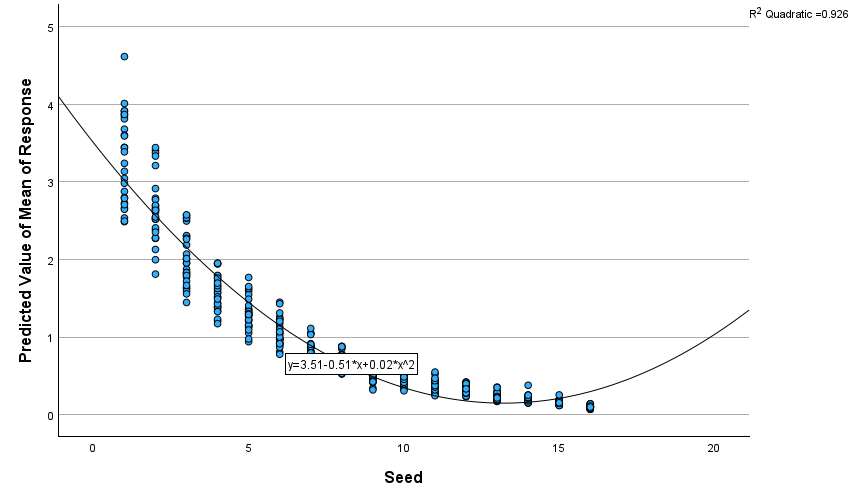 R2 Quadratic =0.926
5
4
3
2
1
0
Predicted Value of Mean of Response
y=3.51-0.51*x+0.02*x^2
0 5 10 15 20
Seed